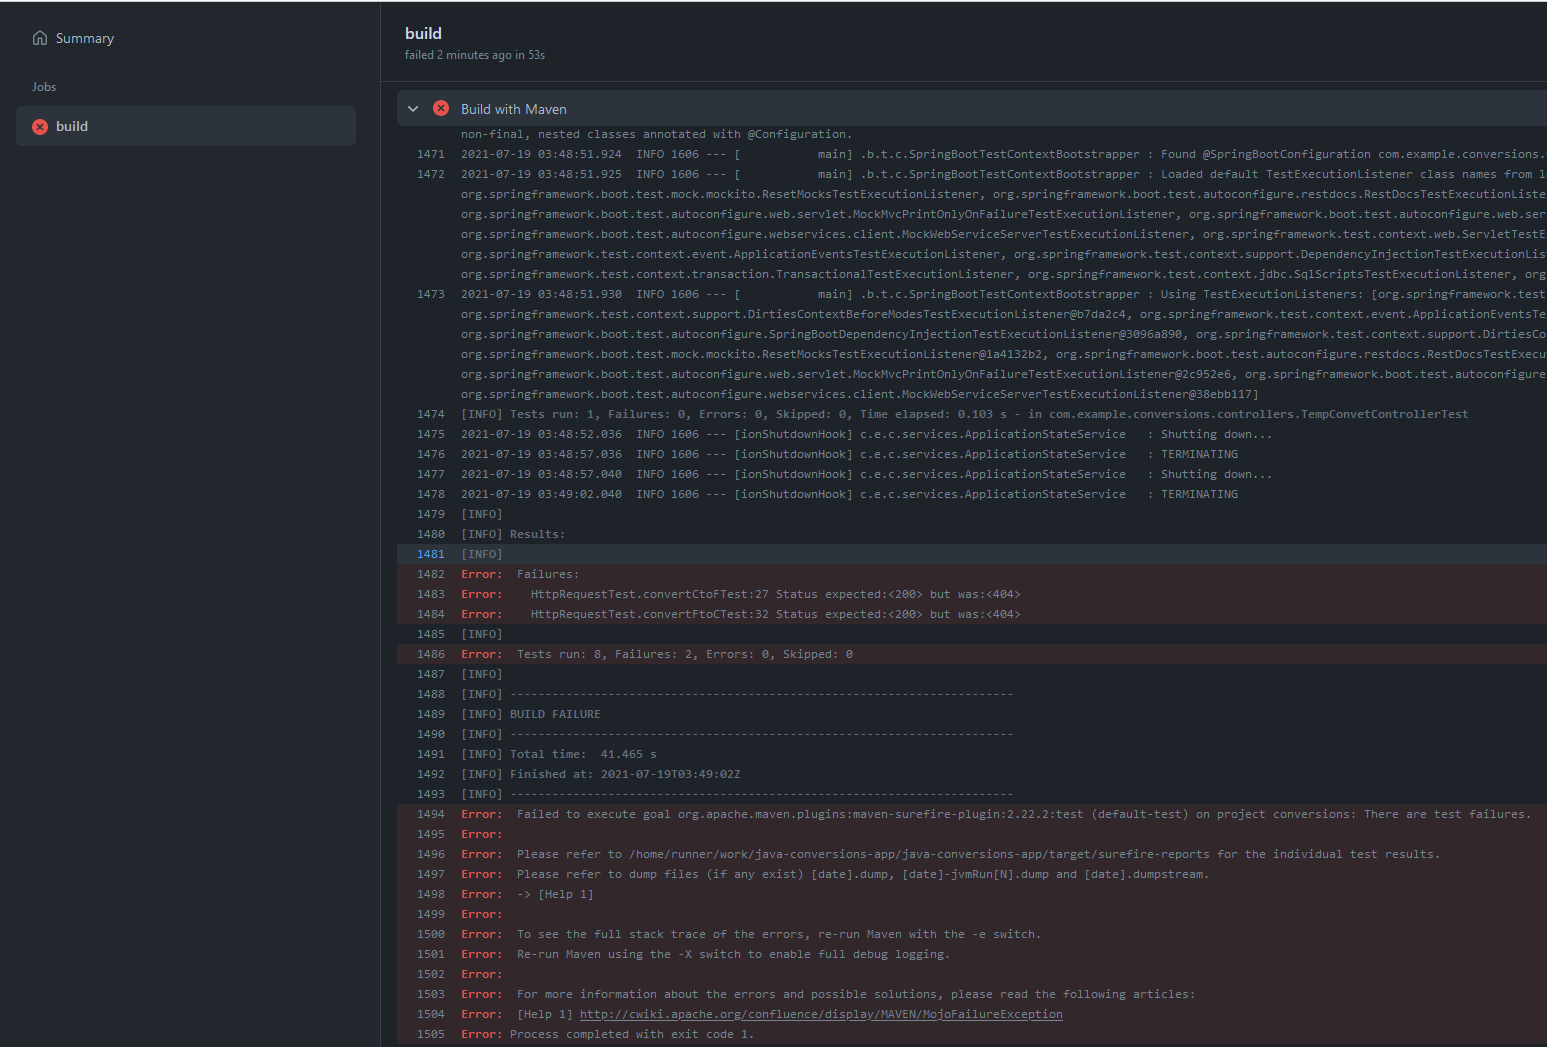 Summary
Jobs
build
build
failed 2 minutes ago in 53s
Build with Maven
non-final, nested classes annotated with @Configuration.
1471 2021-07-19 03:48:51.924 INFO 1606 --- [ main] .b.t.c.SpringBootTestContextBootstrapper : Found @SpringBootConfiguration com.example.conversions.
1472 2021-07-19 03:48:51.925 INFO 1606 --- [ main] .b.t.c.SpringBootTestContextBootstrapper : Loaded default TestExecutionListener class names from l
org.springframework.boot.test.mock.mockito.ResetMocksTestExecutionListener, org.springframework.boot.test.autoconfigure.restdocs.RestDocsTestExecutionListe
org.springframework.boot.test.autoconfigure.web.servlet.MockMvcPrintOnlyOnFailureTestExecutionListener, org.springframework.boot.test.autoconfigure.web.ser
org.springframework.boot.test.autoconfigure.webservices.client.MockWebServiceServerTestExecutionListener, org.springframework.test.context.web.ServletTestE
org.springframework.test.context.event.ApplicationEventsTestExecutionListener, org.springframework.test.context.support.DependencyInjectionTestExecutionLis
org.springframework.test.context.transaction.TransactionalTestExecutionListener, org.springframework.test.context.jdbc.SqlScriptsTestExecutionListener, org
1473 2021-07-19 03:48:51.930 INFO 1606 --- [ main] .b.t.c.SpringBootTestContextBootstrapper : Using TestExecutionListeners: [org.springframework.test
org.springframework.test.context.support.DirtiesContextBeforeModesTestExecutionListener@b7da2c4, org.springframework.test.context.event.ApplicationEventsTe
org.springframework.boot.test.autoconfigure.SpringBootDependencyInjectionTestExecutionListener@3096a890, org.springframework.test.context.support.DirtiesCo
org.springframework.boot.test.mock.mockito.ResetMocksTestExecutionListener@1a4132b2, org.springframework.boot.test.autoconfigure.restdocs.RestDocsTestExecu
org.springframework.boot.test.autoconfigure.web.servlet.MockMvcPrintOnlyOnFailureTestExecutionListener@2c952e6, org.springframework.boot.test.autoconfigure
org.springframework.boot.test.autoconfigure.webservices.client.MockWebServiceServerTestExecutionListener@38ebb117]
1474 [INFO] Tests run: 1, Failures: 0, Errors: 0, Skipped: 0, Time elapsed: 0.103 s - in com.example.conversions.controllers.TempConvetControllerTest
1475 2021-07-19 03:48:52.036 INFO 1606 --- [ionShutdownHook] c.e.c.services.ApplicationStateService : Shutting down...
1476 2021-07-19 03:48:57.036 INFO 1606 --- [ionShutdownHook] c.e.c.services.ApplicationStateService : TERMINATING
1477 2021-07-19 03:48:57.040 INFO 1606 --- [ionShutdownHook] c.e.c.services.ApplicationStateService : Shutting down...
1478 2021-07-19 03:49:02.040 INFO 1606 --- [ionShutdownHook] c.e.c.services.ApplicationStateService : TERMINATING
1479 [INFO]
1480 [INFO] Results:
1481 [INFO]
1482 Error: Failures:
1483 Error: HttpRequestTest.convertCtoFTest:27 Status expected:<200> but was:<404>
1484 Error: HttpRequestTest.convertFtoCTest:32 Status expected:<200> but was:<404>
1485 [INFO]
1486 Error: Tests run: 8, Failures: 2, Errors: 0, Skipped: 0
1487 [INFO]
1488 [INFO] ------------------------------------------------------------------------
1489 [INFO] BUILD FAILURE
1490 [INFO] ------------------------------------------------------------------------
1491 [INFO] Total time: 41.465 s
1492 [INFO] Finished at: 2021-07-19T03:49:02Z
1493 [INFO] ------------------------------------------------------------------------
1494 Error: Failed to execute goal org.apache.maven.plugins:maven-surefire-plugin:2.22.2:test (default-test) on project conversions: There are test failures.
1495 Error:
1496 Error: Please refer to /home/runner/work/java-conversions-app/java-conversions-app/target/surefire-reports for the individual test results.
1497 Error: Please refer to dump files (if any exist) [date].dump, [date]-jvmRun[N].dump and [date].dumpstream.
1498 Error: -> [Help 1]
1499 Error:
1500 Error: To see the full stack trace of the errors, re-run Maven with the -e switch.
1501 Error: Re-run Maven using the -X switch to enable full debug logging.
1502 Error:
1503 Error: For more information about the errors and possible solutions, please read the following articles:
1504 Error: [Help 1] http://cwiki.apache.org/confluence/display/MAVEN/MojoFailureException
1505 Error: Process completed with exit code 1.